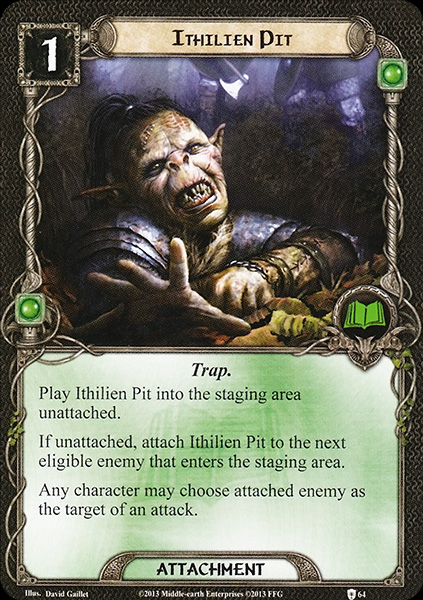 1
Ithilien Pit
Trap.
Play Ithilien Pit into the staging area
unattached.
If unattached, attach Ithilien Pit to the next
eligible enemy that enters the staging area.
Any character may choose attached enemy as
the target of an attack.
ATTACHMENT
Illus. David Gaillet ©2013 Middle-earth Enterprises ©2013 FFG 64